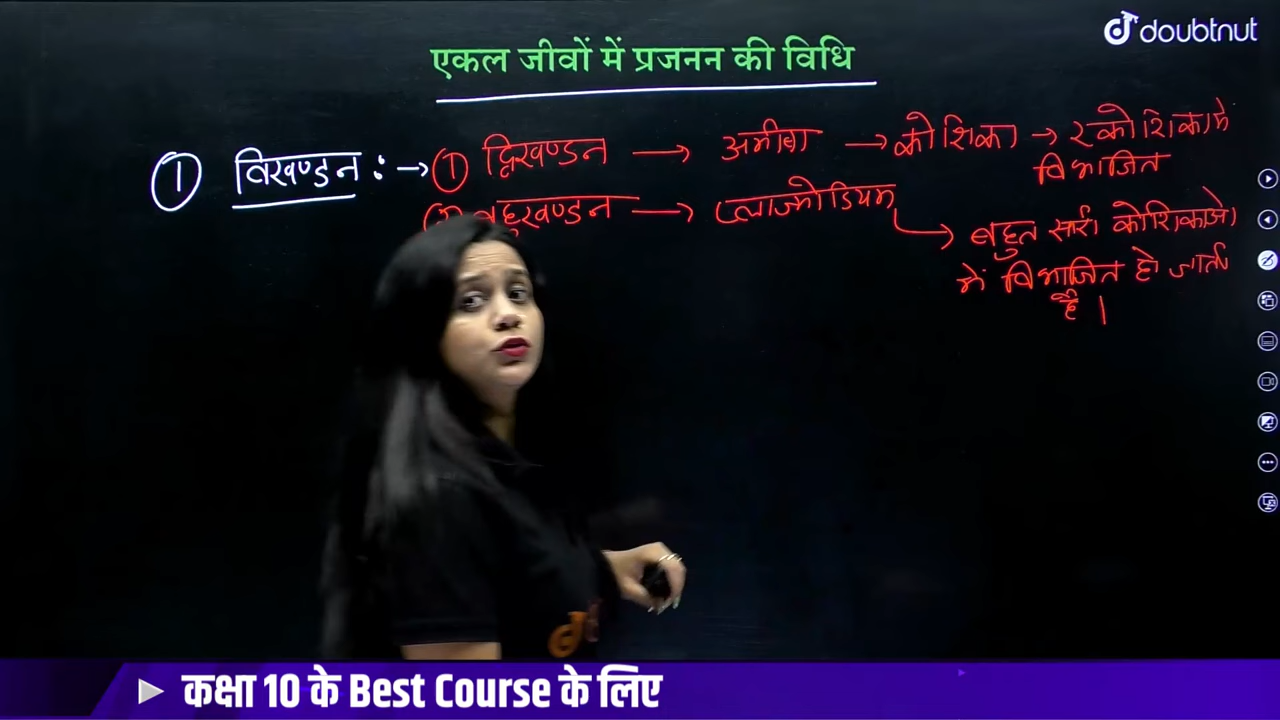 doubtnut
एकल जीवों में प्रजनन की विधि
① विखण्डन : → ① द्विखण्डन → अमीबा → कोशिका → २ कोशिका में
विभाजित
बहुखण्डन → प्लाज्मोडियम
→ बहुत सारी कोशिकाओ
में विभाजित हो जाती
है ।
कक्षा 10 के Best Course के लिए